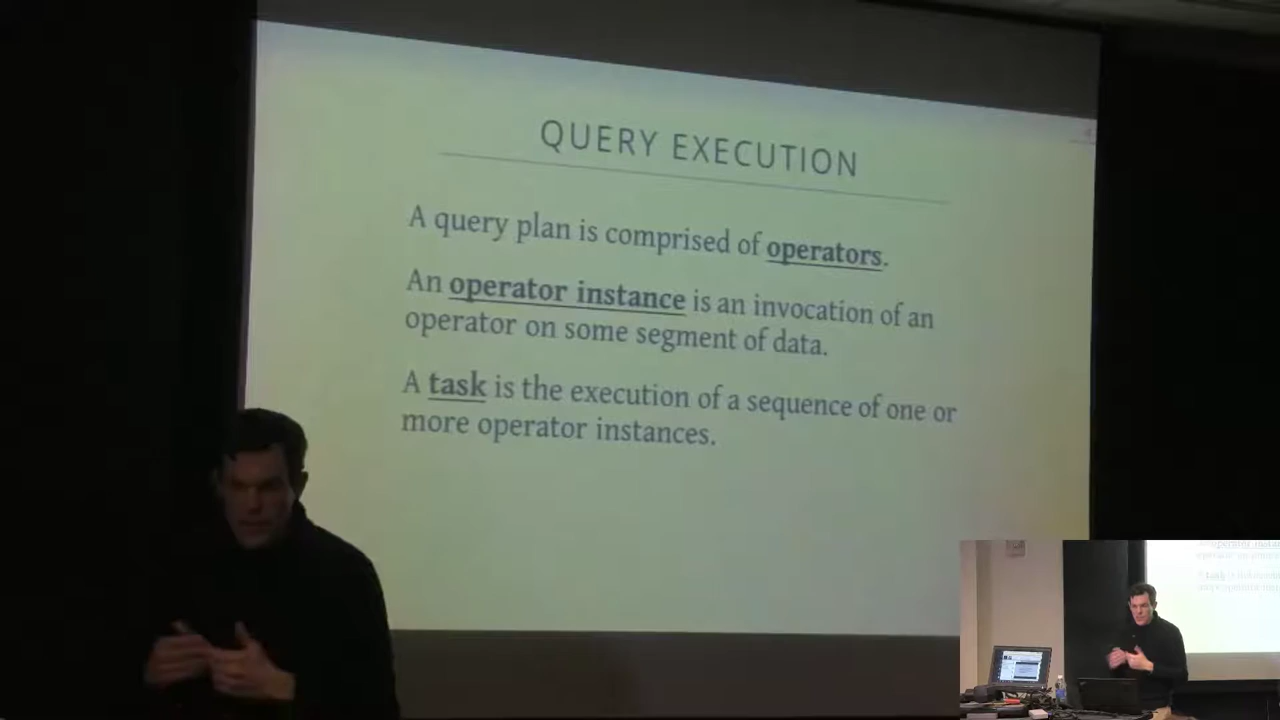 QUERY EXECUTION
A query plan is comprised of operators.
An operator instance is an invocation of an
operator on some segment of data.
A task is the execution of a sequence of one or
more operator instances.